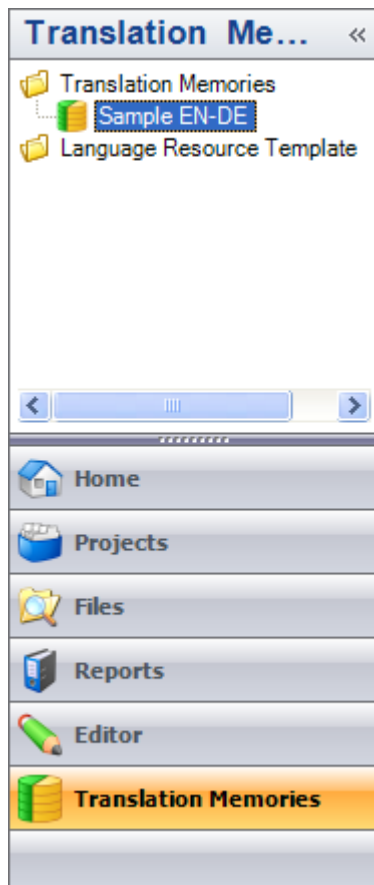 Translation Me... «
Translation Memories
Sample EN-DE
Language Resource Template
Home
Projects
Files
Reports
Editor
Translation Memories